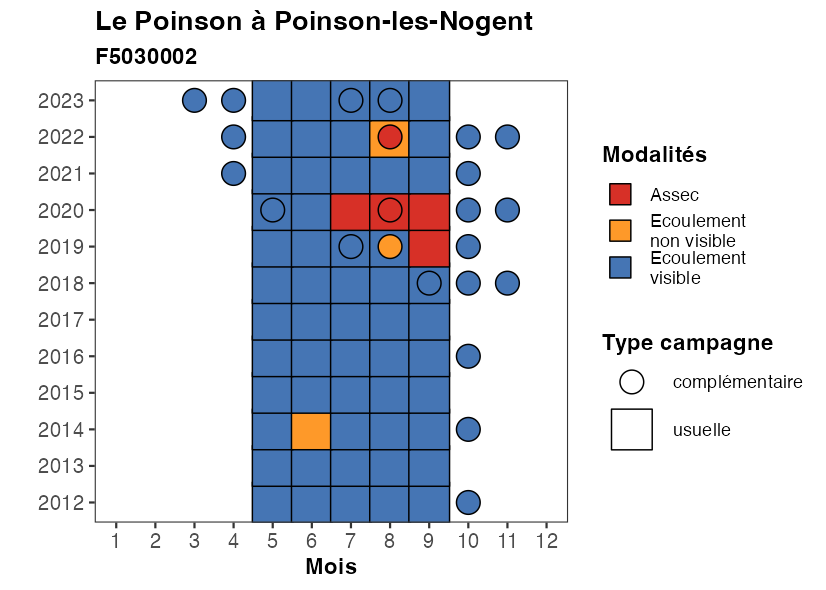 Le Poinson à Poinson-les-Nogent
F5030002
2023
2022
2021
2020
2019
2018
2017
2016
2015
2014
2013
2012
1 2 3 4 5 6 7 8 9 10 11 12
Mois
Modalités
Assec
Ecoulement
non visible
Ecoulement
visible
Type campagne
complémentaire
usuelle